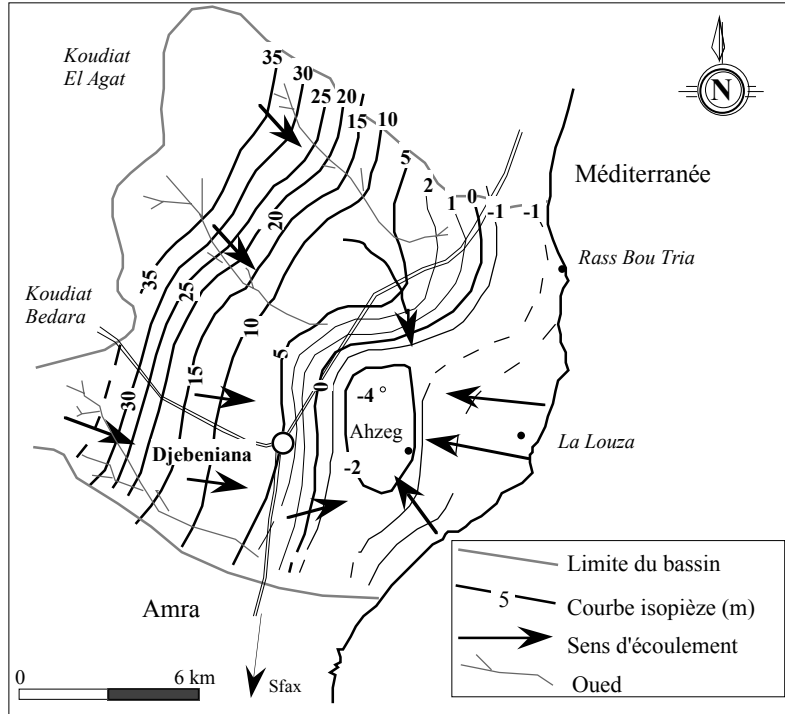 Koudiat
El Agat
35
30
25
20
15
10
5
2
1
0
-1
-1
N
Méditerranée
Rass Bou Tria
20
35
25
Koudiat
Bedara
10
5
15
0
30
-4 °
Ahzeg
-2
Djebeniana
La Louza
Amra
Sfax
0 6 km
Limite du bassin
5 Courbe isopièze (m)
Sens d'écoulement
Oued